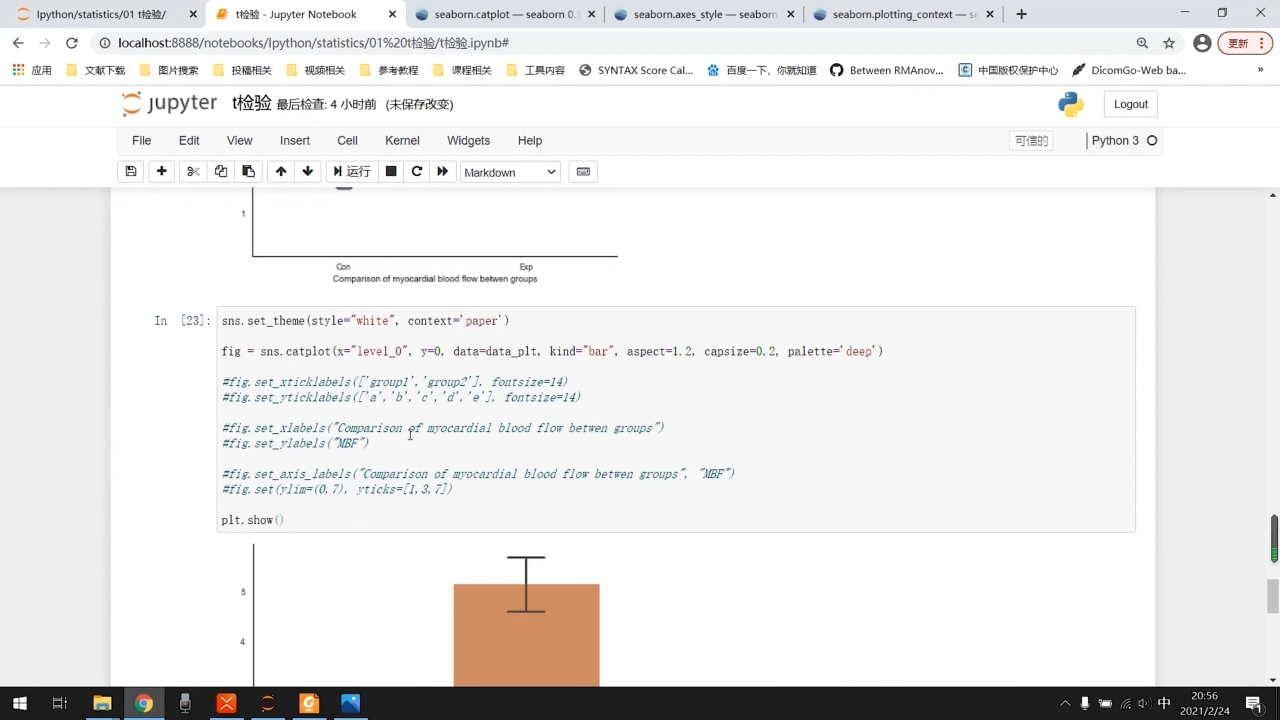 lpython/statistics/01 t检验/
t检验 - Jupyter Notebook
seaborn.catplot — seaborn 0.1
seaborn.axes_style — seaborn
seaborn.plotting_context — se
localhost:8888/notebooks/lpython/statistics/01%20t检验/t检验.ipynb#
更新
应用
文献下载
图片搜索
投稿相关
视频相关
参考教程
课程相关
工具内容
SYNTAX Score Cal...
百度一下，你就知道
Between RMAnov...
中国版权保护中心
DicomGo-Web ba...
»
jupyter t检验 最后检查: 4 小时前 (未保存改变)
Logout
File Edit View Insert Cell Kernel Widgets Help
可信的
Python 3
运行
Markdown
1
Con Exp
Comparison of myocardial blood flow betwen groups
In [23]:
sns.set_theme(style="white", context='paper')
fig = sns.catplot(x="level_0", y=0, data=data_plt, kind="bar", aspect=1.2, capsize=0.2, palette='deep')
#fig.set_xticklabels(['group1','group2'], fontsize=14)
#fig.set_yticklabels(['a','b','c','d','e'], fontsize=14)
#fig.set_xlabels("Comparison of myocardial blood flow betwen groups")
#fig.set_ylabels("MBF")
#fig.set_axis_labels("Comparison of myocardial blood flow betwen groups", "MBF")
#fig.set(ylim=(0,7), yticks=[1,3,7])
plt.show()
5
4
中
20:56
2021/2/24